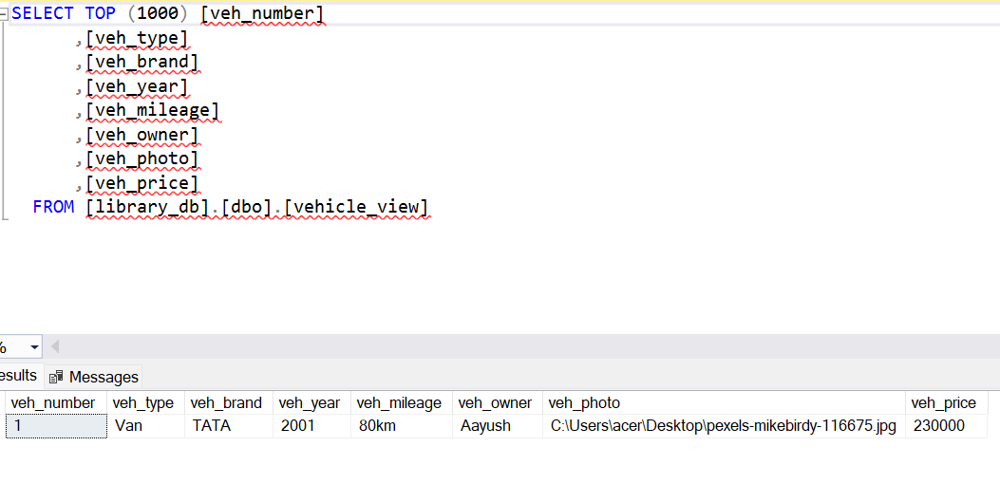 SELECT TOP (1000) [veh_number]
,[veh_type]
,[veh_brand]
,[veh_year]
,[veh_mileage]
,[veh_owner]
,[veh_photo]
,[veh_price]
FROM [library_db].[dbo].[vehicle_view]
%
esults Messages
veh_number veh_type veh_brand veh_year veh_mileage veh_owner veh_photo veh_price
1 Van TATA 2001 80km Aayush C:\Users\acer\Desktop\pexels-mikebirdy-116675.jpg 230000